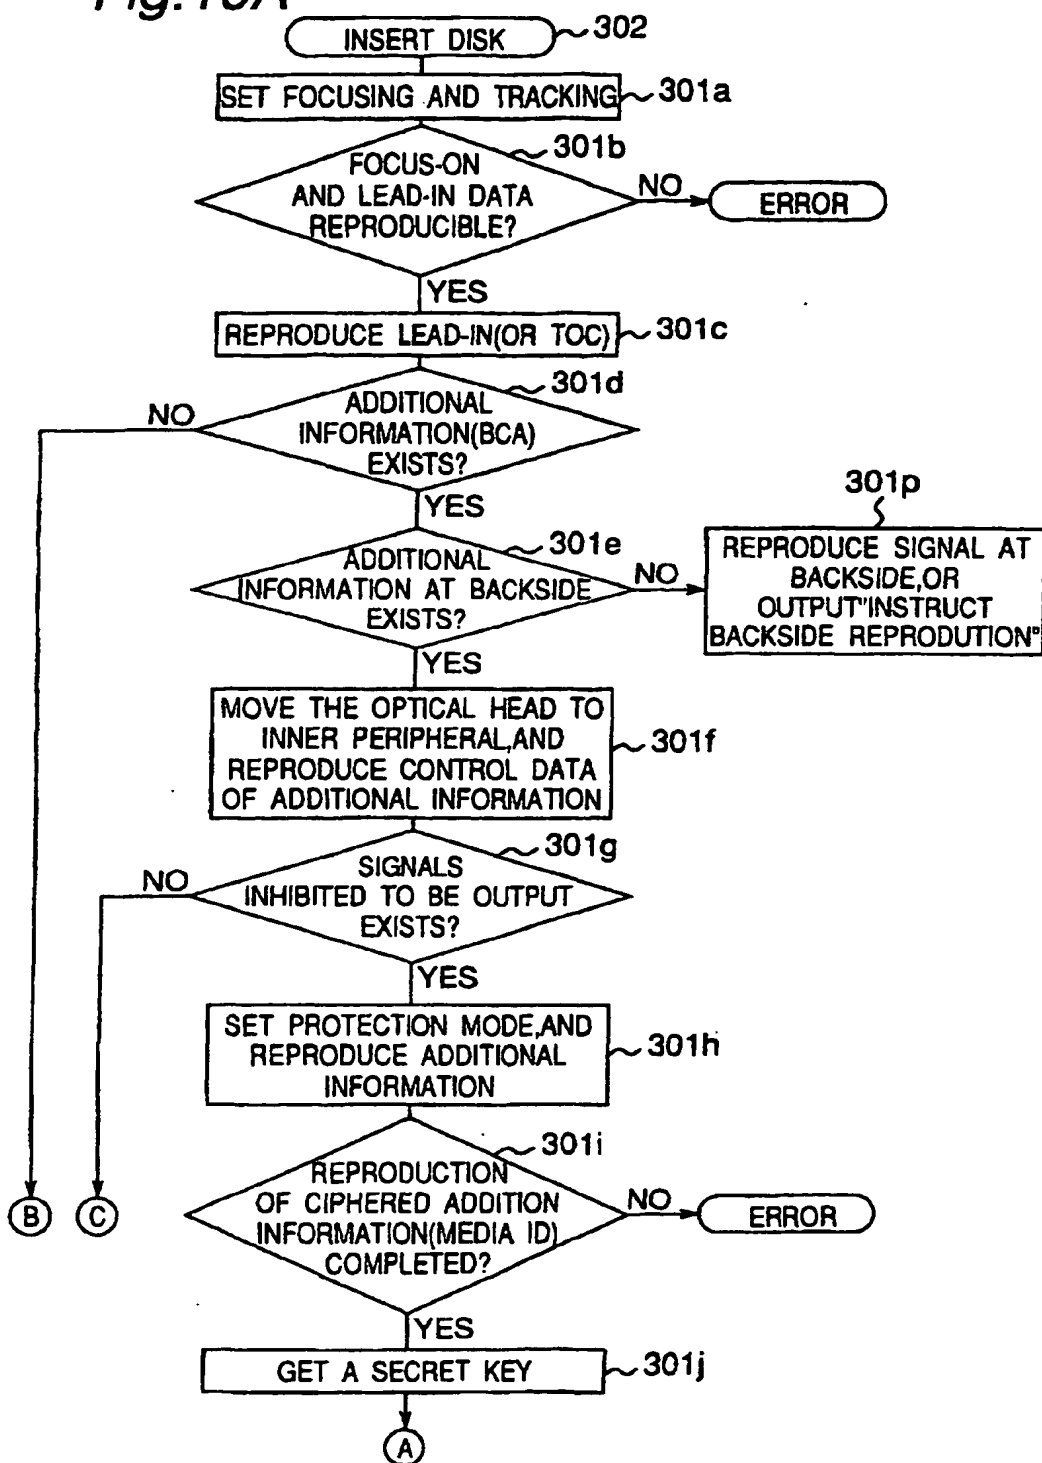 INSERT DISK
302
SET FOCUSING AND TRACKING
301a
301b
FOCUS-ON
AND LEAD-IN DATA
REPRODUCIBLE?
NO
ERROR
YES
REPRODUCE LEAD-IN(OR TOC)
301c
301d
NO
ADDITIONAL
INFORMATION(BCA)
EXISTS?
YES
301p
301e
ADDITIONAL
INFORMATION AT BACKSIDE
EXISTS?
NO
REPRODUCE SIGNAL AT
BACKSIDE,OR
OUTPUT"INSTRUCT
BACKSIDE REPRODUTION"
YES
MOVE THE OPTICAL HEAD TO
INNER PERIPHERAL,AND
REPRODUCE CONTROL DATA
OF ADDITIONAL INFORMATION
301f
301g
NO
SIGNALS
INHIBITED TO BE OUTPUT
EXISTS?
YES
SET PROTECTION MODE,AND
REPRODUCE ADDITIONAL
INFORMATION
301h
301i
REPRODUCTION
OF CIPHERED ADDITION
INFORMATION(MEDIA ID)
COMPLETED?
NO
ERROR
B
C
YES
GET A SECRET KEY
301j
A